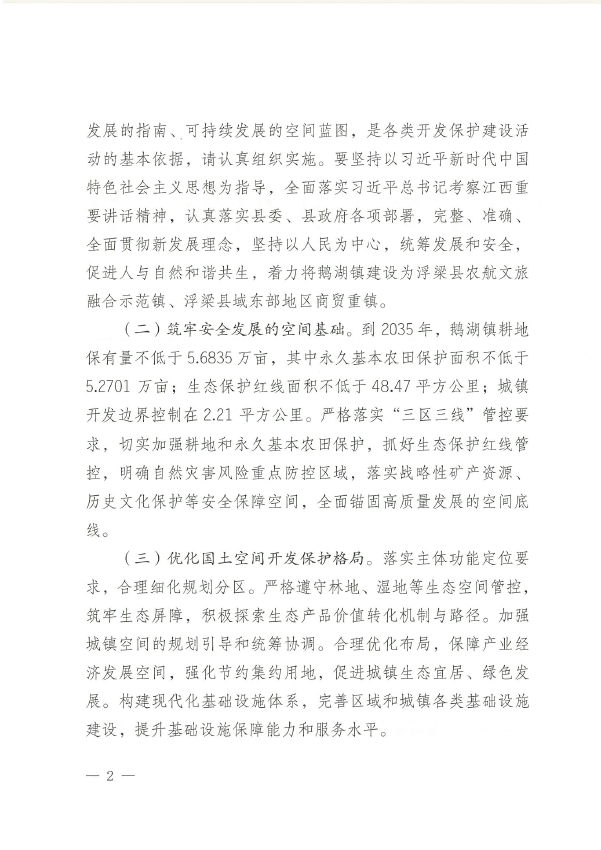 发展的指南、可持续发展的空间蓝图，是各类开发保护建设活
动的基本依据，请认真组织实施。要坚持以习近平新时代中国
特色社会主义思想为指导，全面落实习近平总书记考察江西重
要讲话精神，认真落实县委、县政府各项部署，完整、准确、
全面贯彻新发展理念，坚持以人民为中心，统筹发展和安全，
促进人与自然和谐共生，着力将鹅湖镇建设为浮梁县农航文旅
融合示范镇、浮梁县域东部地区商贸重镇。
（二）筑牢安全发展的空间基础。到 2035 年，鹅湖镇耕地
保有量不低于 5.6835 万亩，其中永久基本农田保护面积不低于
5.2701 万亩；生态保护红线面积不低于 48.47 平方公里；城镇
开发边界控制在 2.21 平方公里。严格落实“三区三线”管控要
求，切实加强耕地和永久基本农田保护，抓好生态保护红线管
控，明确自然灾害风险重点防控区域，落实战略性矿产资源、
历史文化保护等安全保障空间，全面锚固高质量发展的空间底
线。
（三）优化国土空间开发保护格局。落实主体功能定位要
求，合理细化规划分区。严格遵守林地、湿地等生态空间管控，
筑牢生态屏障，积极探索生态产品价值转化机制与路径。加强
城镇空间的规划引导和统筹协调。合理优化布局，保障产业经
济发展空间，强化节约集约用地，促进城镇生态宜居、绿色发
展。构建现代化基础设施体系，完善区域和城镇各类基础设施
建设，提升基础设施保障能力和服务水平。
— 2 —